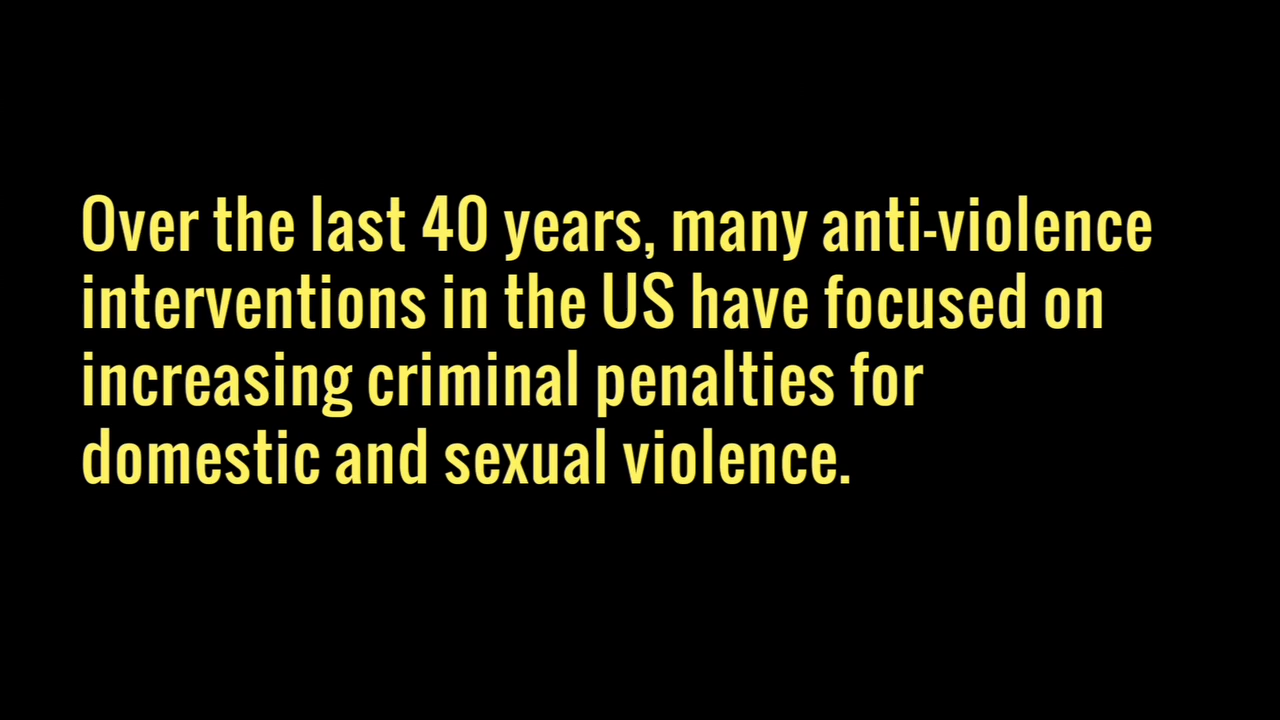 Over the last 40 years, many anti-violence
interventions in the US have focused on
increasing criminal penalties for
domestic and sexual violence.